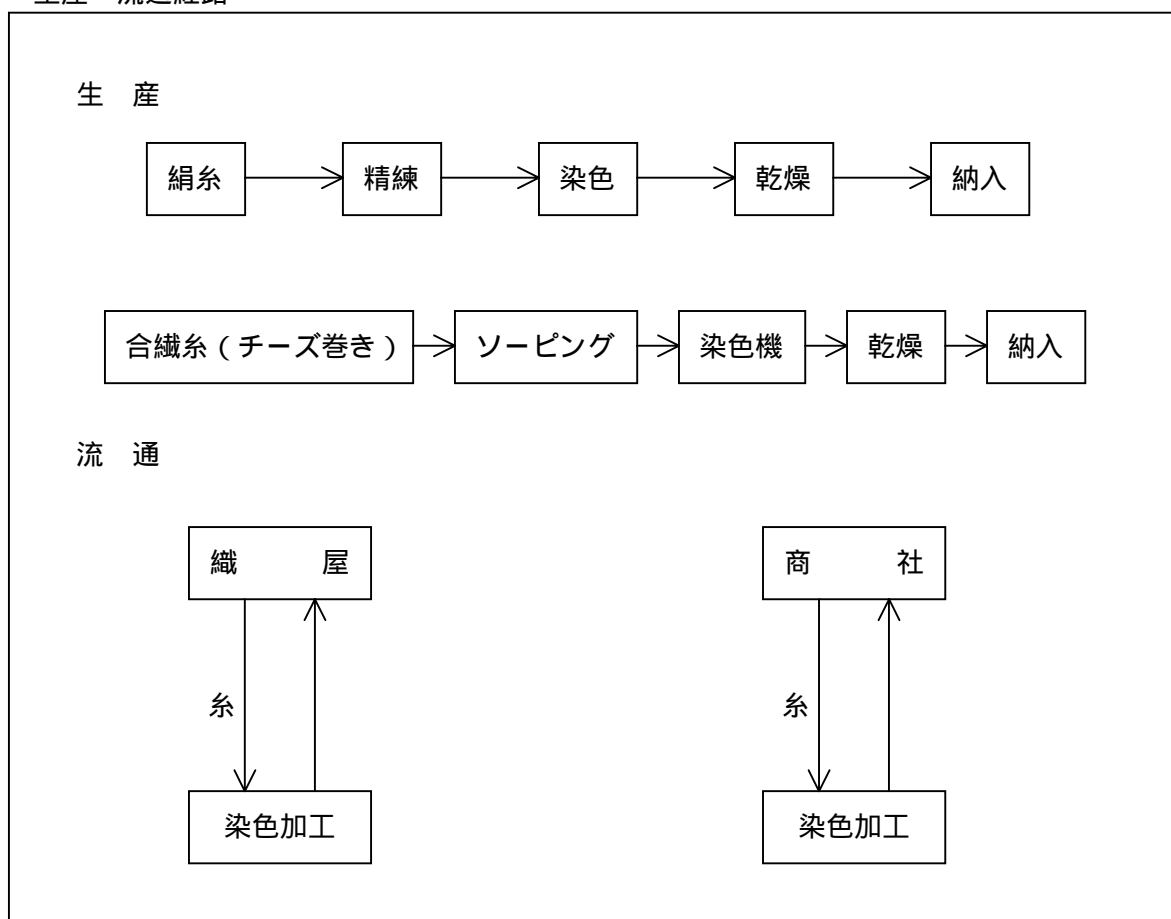 生　産
絹糸 精練 染色 乾燥 納入
合繊糸（チーズ巻き） ソーピング 染色機 乾燥 納入
流　通
織　　屋 商　　社
糸 糸
染色加工 染色加工